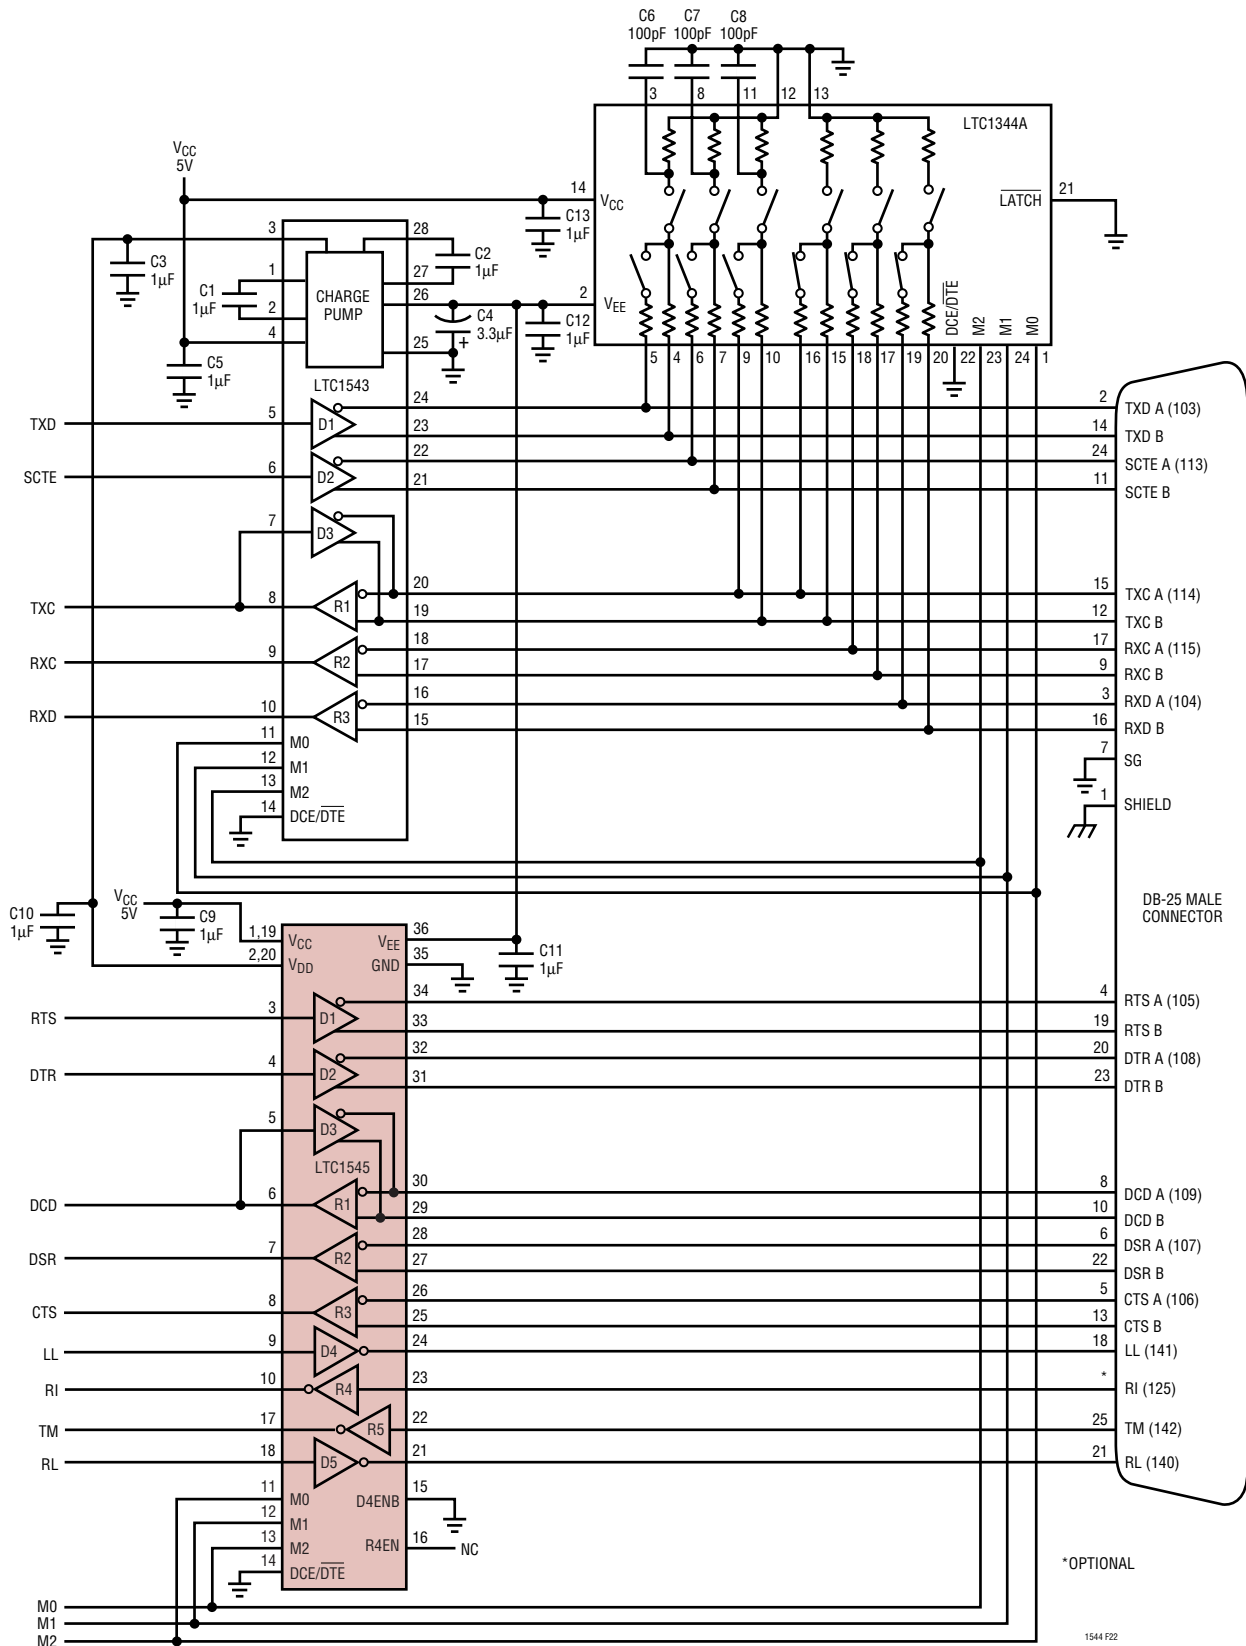 C6 C7 C8
100pF 100pF 100pF
3 8 11 12 13
LTC1344A
VCC
5V
14 VCC
LATCH 21
C13
1µF
3 28
C3
1µF
C2
1µF
1 27
C1
1µF
CHARGE
PUMP
26
2 VEE
2
C4
3.3µF
+
C12
1µF
4 25
DCE/DTE M2 M1 M0
C5
1µF
5 4 6 7 9 10 16 15 18 17 19 20 22 23 24 1
LTC1543
TXD 5 D1 24 2 TXD A (103)
23 14 TXD B
SCTE 6 D2 22 24 SCTE A (113)
21 11 SCTE B
7 D3
TXC 8 R1 20 15 TXC A (114)
19 12 TXC B
RXC 9 R2 18 17 RXC A (115)
17 9 RXC B
RXD 10 R3 16 3 RXD A (104)
15 16 RXD B
11 M0
7 SG
12 M1
13 M2
1 SHIELD
14 DCE/DTE
DB-25 MALE
CONNECTOR
C10
1µF
VCC
5V
C9
1µF
1,19 VCC VEE 36
2,20 VDD GND 35
C11
1µF
RTS 3 D1 34 4 RTS A (105)
33 19 RTS B
DTR 4 D2 32 20 DTR A (108)
31 23 DTR B
5 D3
LTC1545
DCD 6 R1 30 8 DCD A (109)
29 10 DCD B
DSR 7 R2 28 6 DSR A (107)
27 22 DSR B
CTS 8 R3 26 5 CTS A (106)
25 13 CTS B
LL 9 D4 24 18 LL (141)
RI 10 R4 23 * RI (125)
TM 17 R5 22 25 TM (142)
RL 18 D5 21 21 RL (140)
11 M0 D4ENB 15
12 M1
13 M2 R4EN 16 NC
14 DCE/DTE
*OPTIONAL
M0
M1
M2
1544 F22